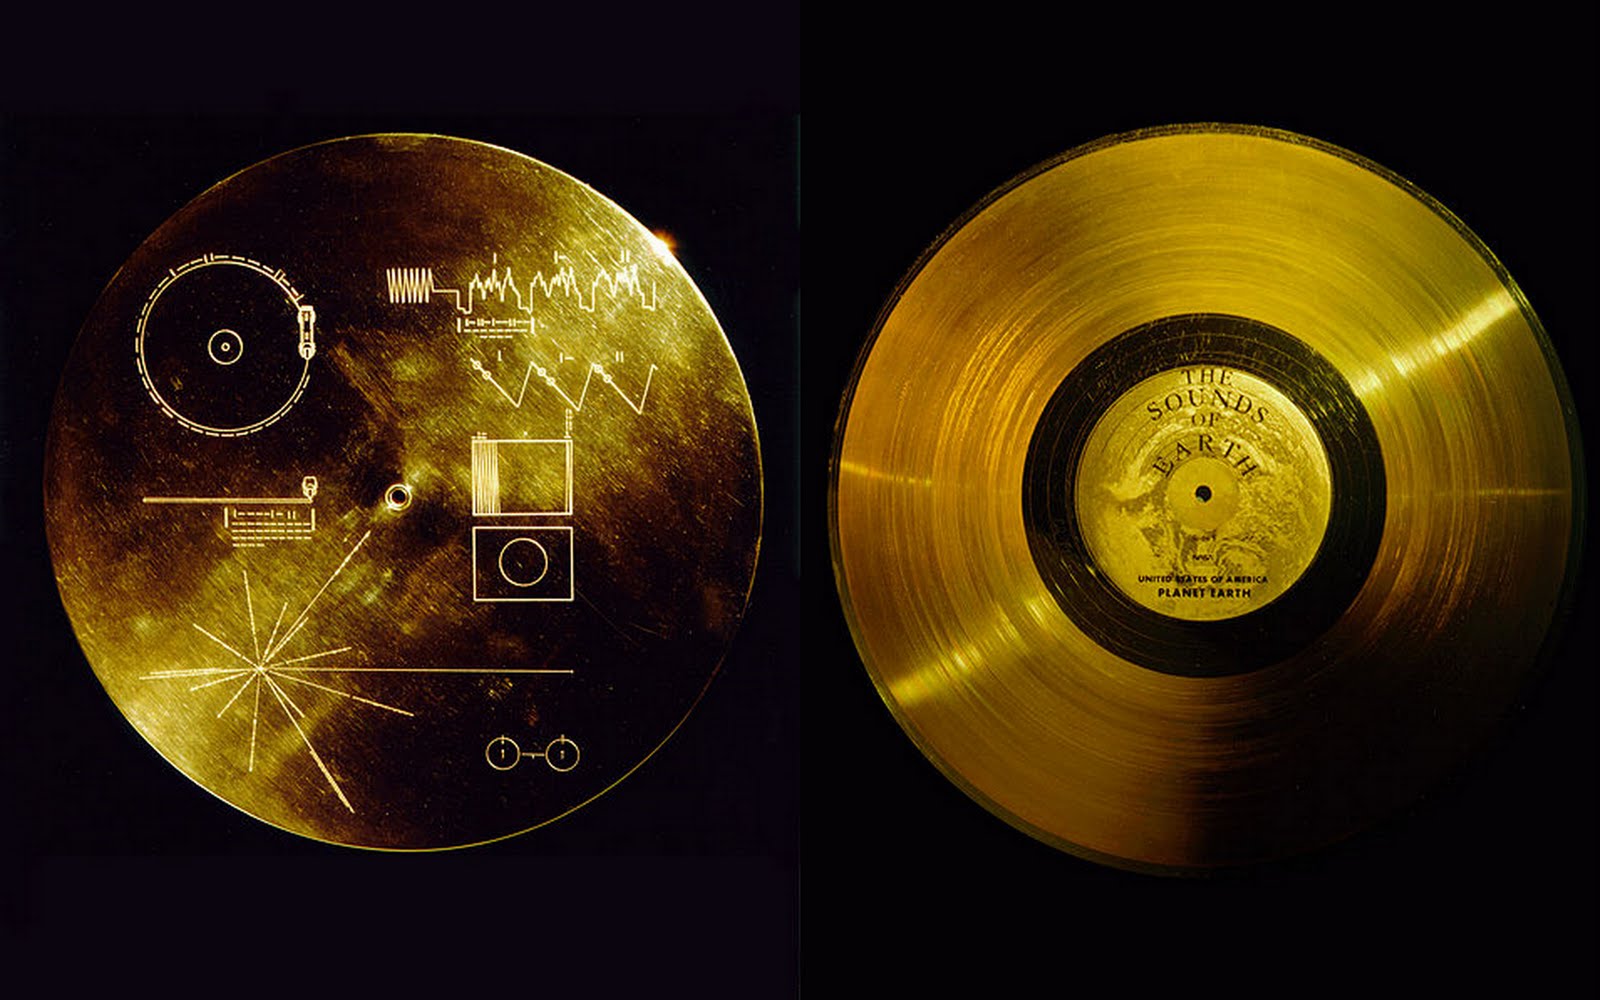 THE
SOUNDS
OF
EARTH
NASA
UNITED STATES OF AMERICA
PLANET EARTH